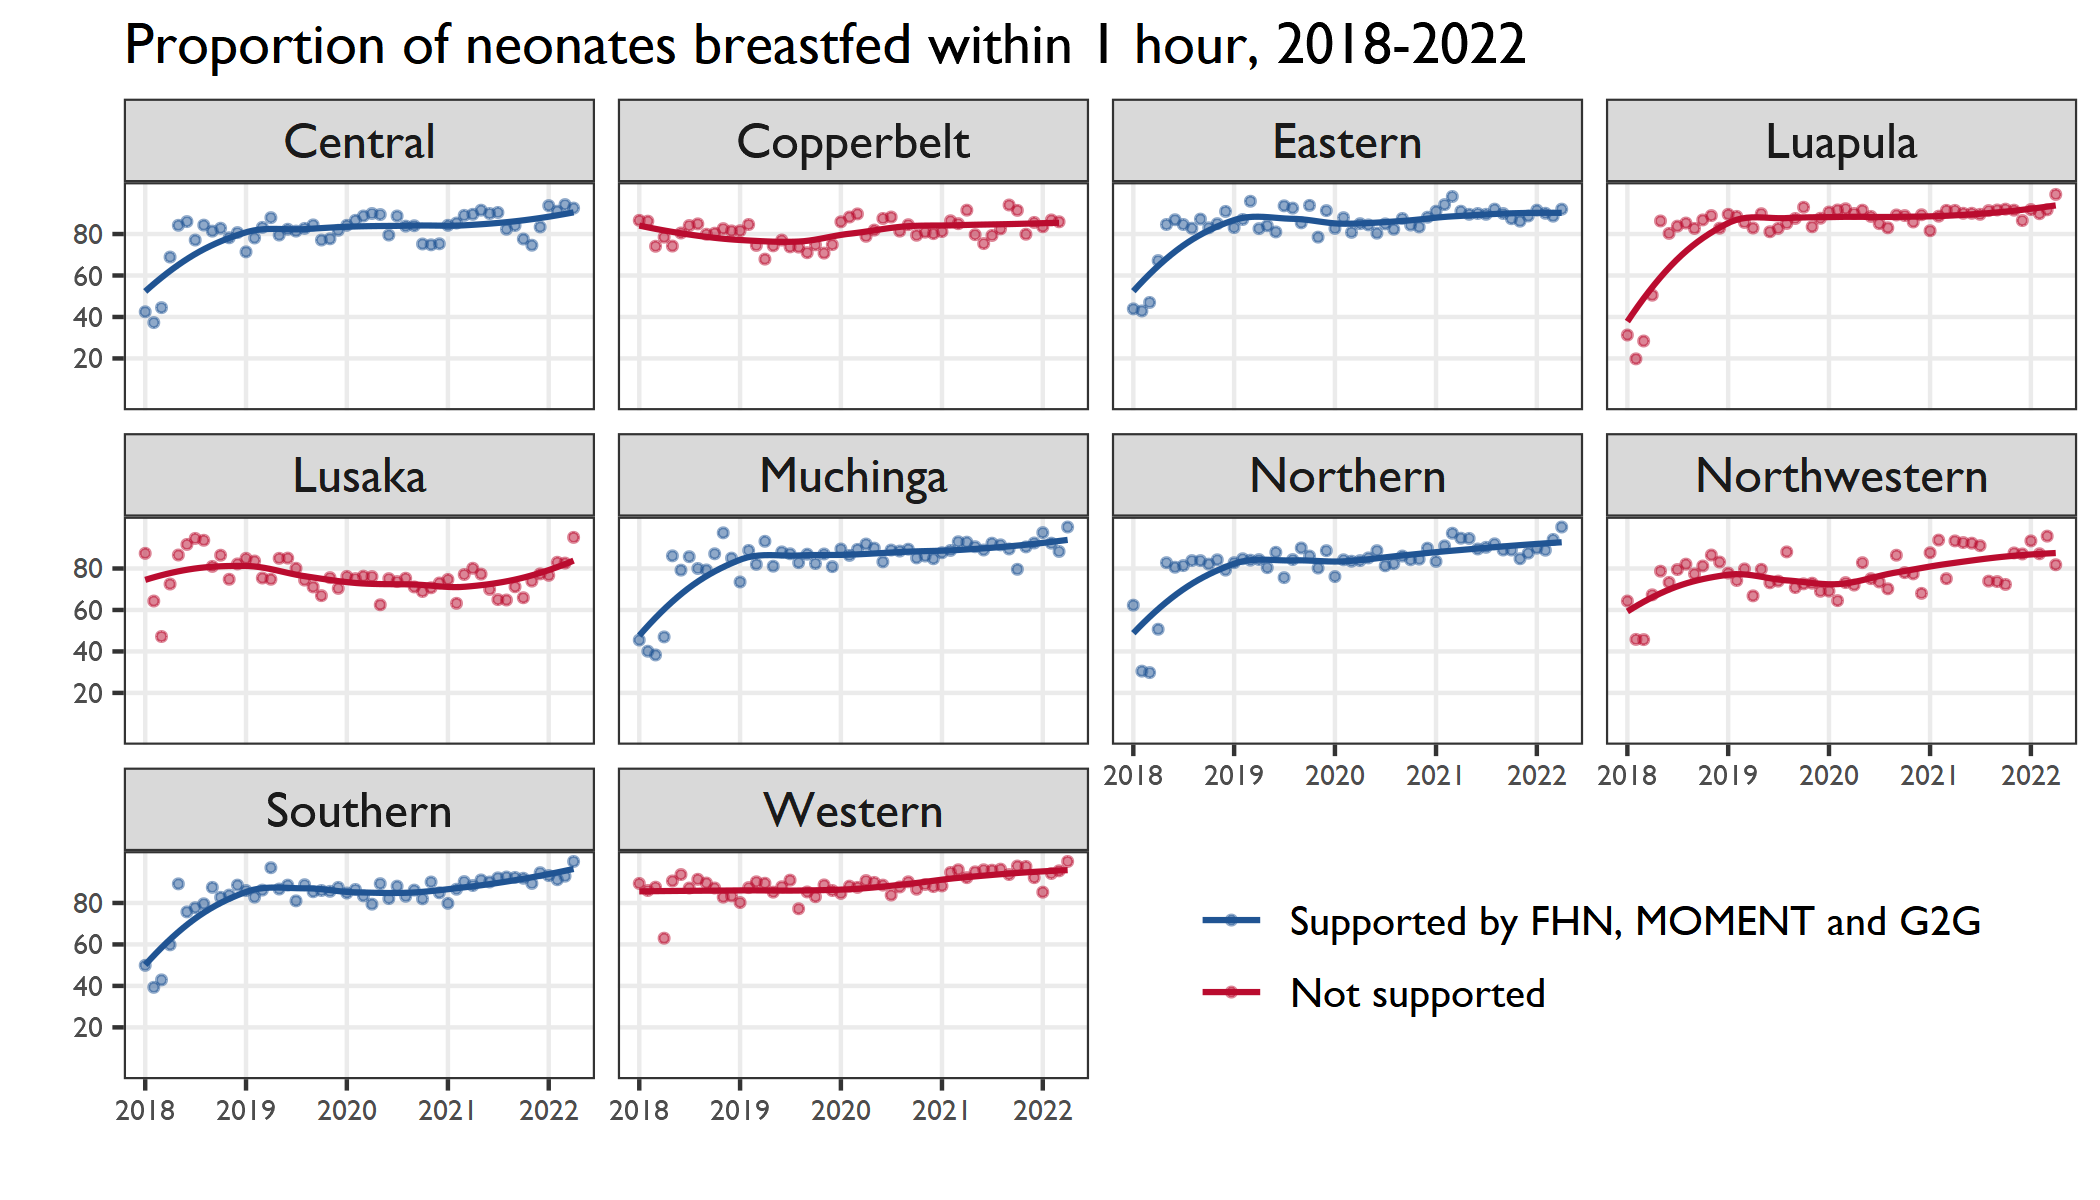 Proportion of neonates breastfed within 1 hour, 2018-2022
Central
Copperbelt
Eastern
Luapula
80
60
40
20
Lusaka
Muchinga
Northern
Northwestern
80
60
40
20
2018 2019 2020 2021 2022
2018 2019 2020 2021 2022
Southern
Western
80
60
40
20
2018 2019 2020 2021 2022
2018 2019 2020 2021 2022
Supported by FHN, MOMENT and G2G
Not supported